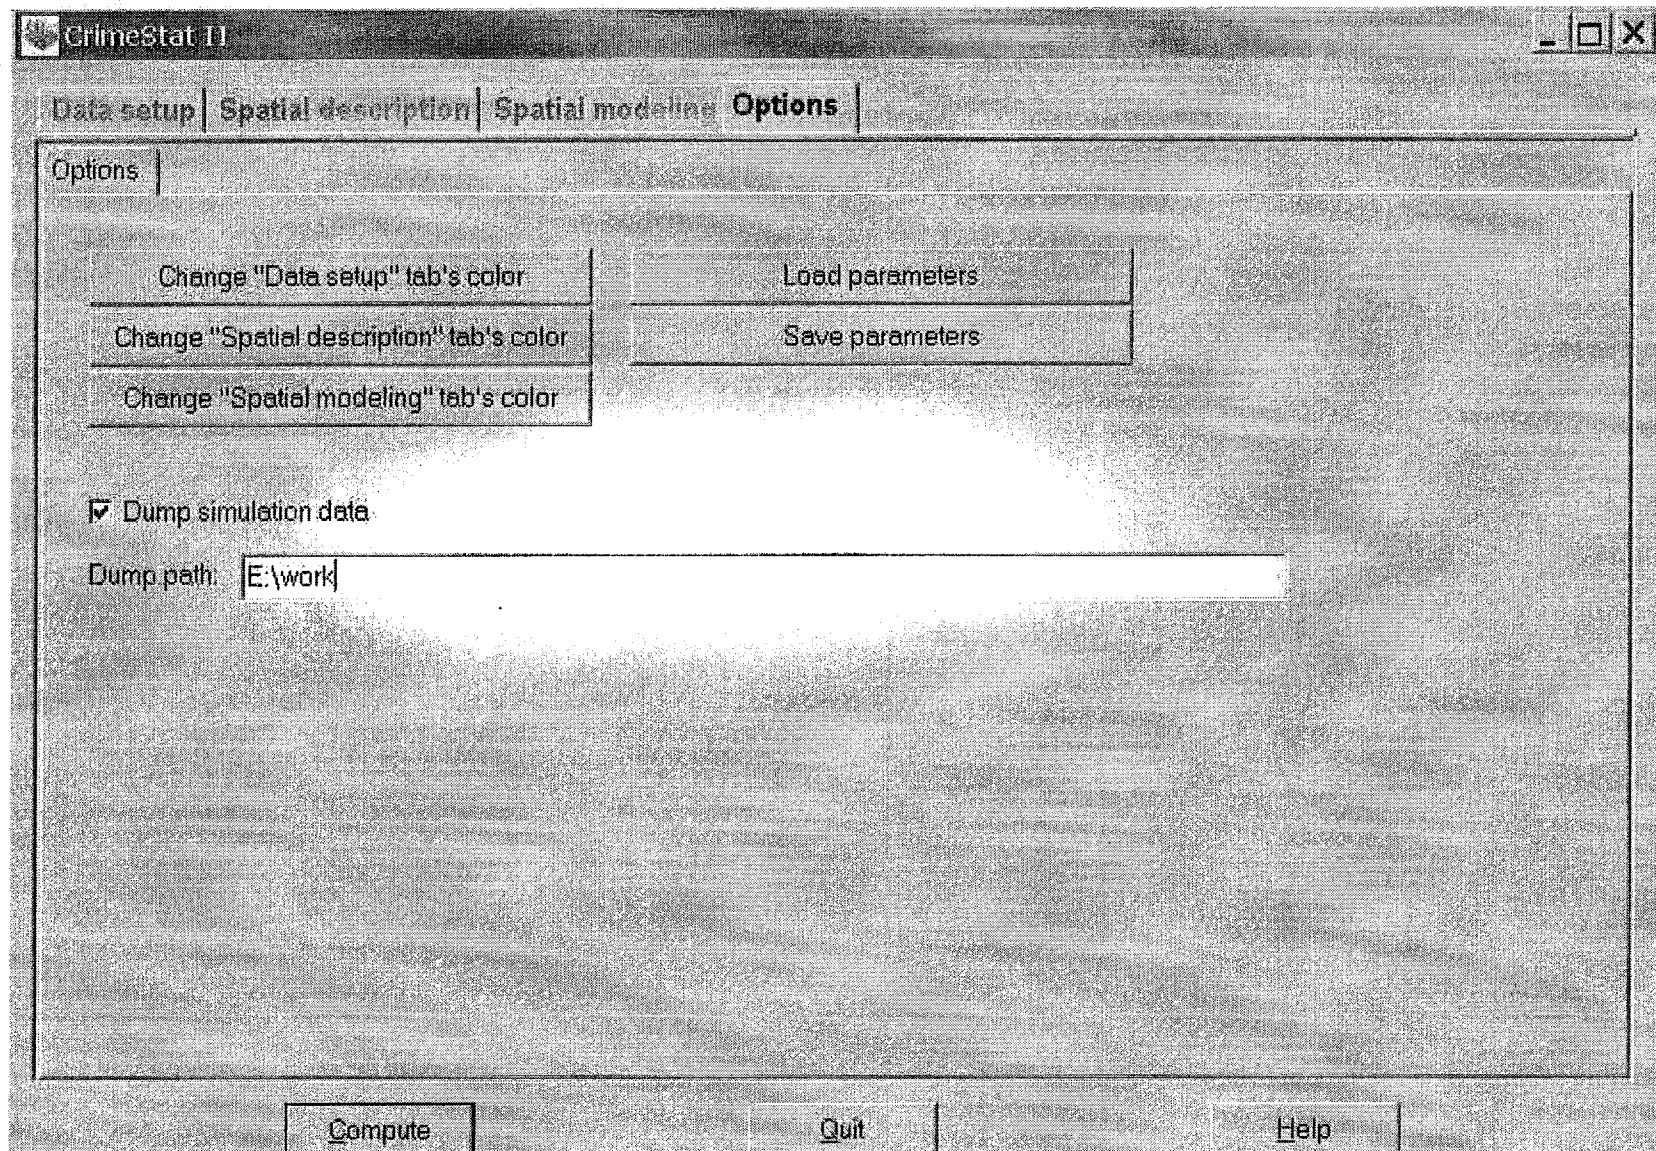 CrimeStat II
Data setup Spatial description Spatial modeling Options
Options
Change "Data setup" tab's color Load parameters
Change "Spatial description" tab's color Save parameters
Change "Spatial modeling" tab's color
Dump simulation data
Dump path: E:\work
Compute Quit Help